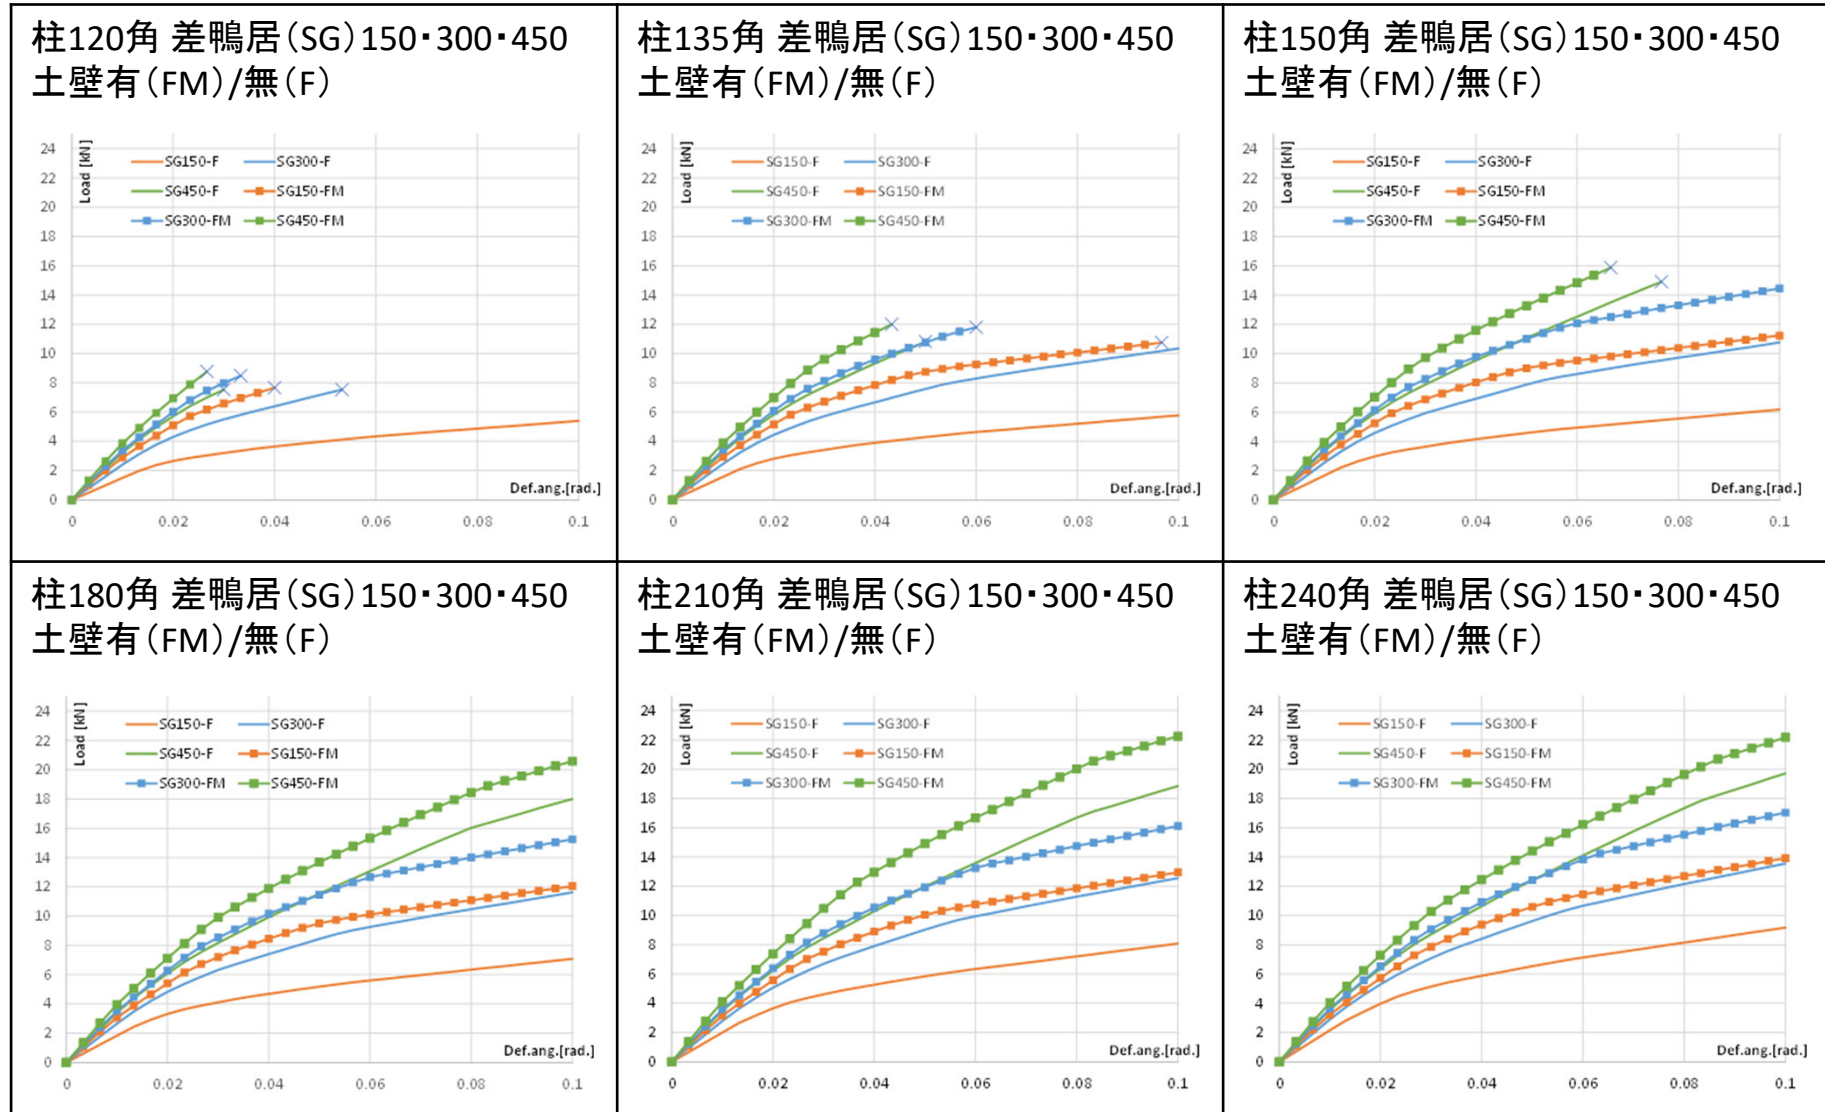 柱120角 差鴨居(SG)150・300・450
土壁有(FM)/無(F)
Load [kN]
24
22
20
18
16
14
12
10
8
6
4
2
0
SG150-F SG300-F
SG450-F SG150-FM
SG300-FM SG450-FM
Def.ang.[rad.]
0 0.02 0.04 0.06 0.08 0.1
柱135角 差鴨居(SG)150・300・450
土壁有(FM)/無(F)
Load [kN]
24
22
20
18
16
14
12
10
8
6
4
2
0
SG150-F SG300-F
SG450-F SG150-FM
SG300-FM SG450-FM
Def.ang.[rad.]
0 0.02 0.04 0.06 0.08 0.1
柱150角 差鴨居(SG)150・300・450
土壁有(FM)/無(F)
Load [kN]
24
22
20
18
16
14
12
10
8
6
4
2
0
SG150-F SG300-F
SG450-F SG150-FM
SG300-FM SG450-FM
Def.ang.[rad.]
0 0.02 0.04 0.06 0.08 0.1
柱180角 差鴨居(SG)150・300・450
土壁有(FM)/無(F)
Load [kN]
24
22
20
18
16
14
12
10
8
6
4
2
0
SG150-F SG300-F
SG450-F SG150-FM
SG300-FM SG450-FM
Def.ang.[rad.]
0 0.02 0.04 0.06 0.08 0.1
柱210角 差鴨居(SG)150・300・450
土壁有(FM)/無(F)
Load [kN]
24
22
20
18
16
14
12
10
8
6
4
2
0
SG150-F SG300-F
SG450-F SG150-FM
SG300-FM SG450-FM
Def.ang.[rad.]
0 0.02 0.04 0.06 0.08 0.1
柱240角 差鴨居(SG)150・300・450
土壁有(FM)/無(F)
Load [kN]
24
22
20
18
16
14
12
10
8
6
4
2
0
SG150-F SG300-F
SG450-F SG150-FM
SG300-FM SG450-FM
Def.ang.[rad.]
0 0.02 0.04 0.06 0.08 0.1